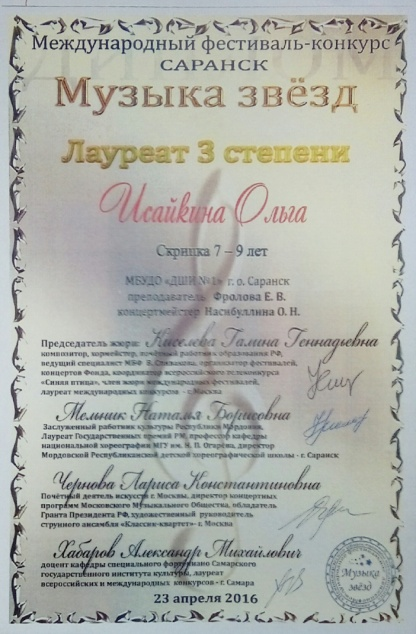 Международный фестиваль-конкурс
САРАНСК
Музыка звёзд
Лауреат 3 степени
Исайкина Ольга
Скрипка 7 – 9 лет
МБУДО «ДШИ №1» г. о. Саранск
преподаватель Фролова Е. В.
концертмейстер Насибуллина О. Н.
Председатель жюри: Киселева Галина Геннадьевна
композитор, хормейстер, почётный работник образования РФ,
ведущий специалист МБФ В. Спивакова, организатор фестивалей,
концертов Фонда, координатор всероссийского телеконкурса
«Синяя птица», член жюри международных фестивалей,
лауреат международных конкурсов - г. Москва
Мельник Наталья Борисовна
Заслуженный работник культуры Республики Мордовия,
Лауреат Государственных премий РМ, профессор кафедры
национальной хореографии МГУ им. Н. П. Огарёва, директор
Мордовской Республиканской детской хореографической школы - г. Саранск
Чернова Лариса Константиновна
Почётный деятель искусств г. Москвы, директор концертных
программ Московского Музыкального Общества, обладатель
Гранта Президента РФ, художественный руководитель
струнного ансамбля «Классик-квартет» - г. Москва
Хабаров Александр Михайлович
доцент кафедры специального фортепиано Самарского
государственного института культуры, лауреат
всероссийских и международных конкурсов - г. Самара
23 апреля 2016
Музыка
звёзд